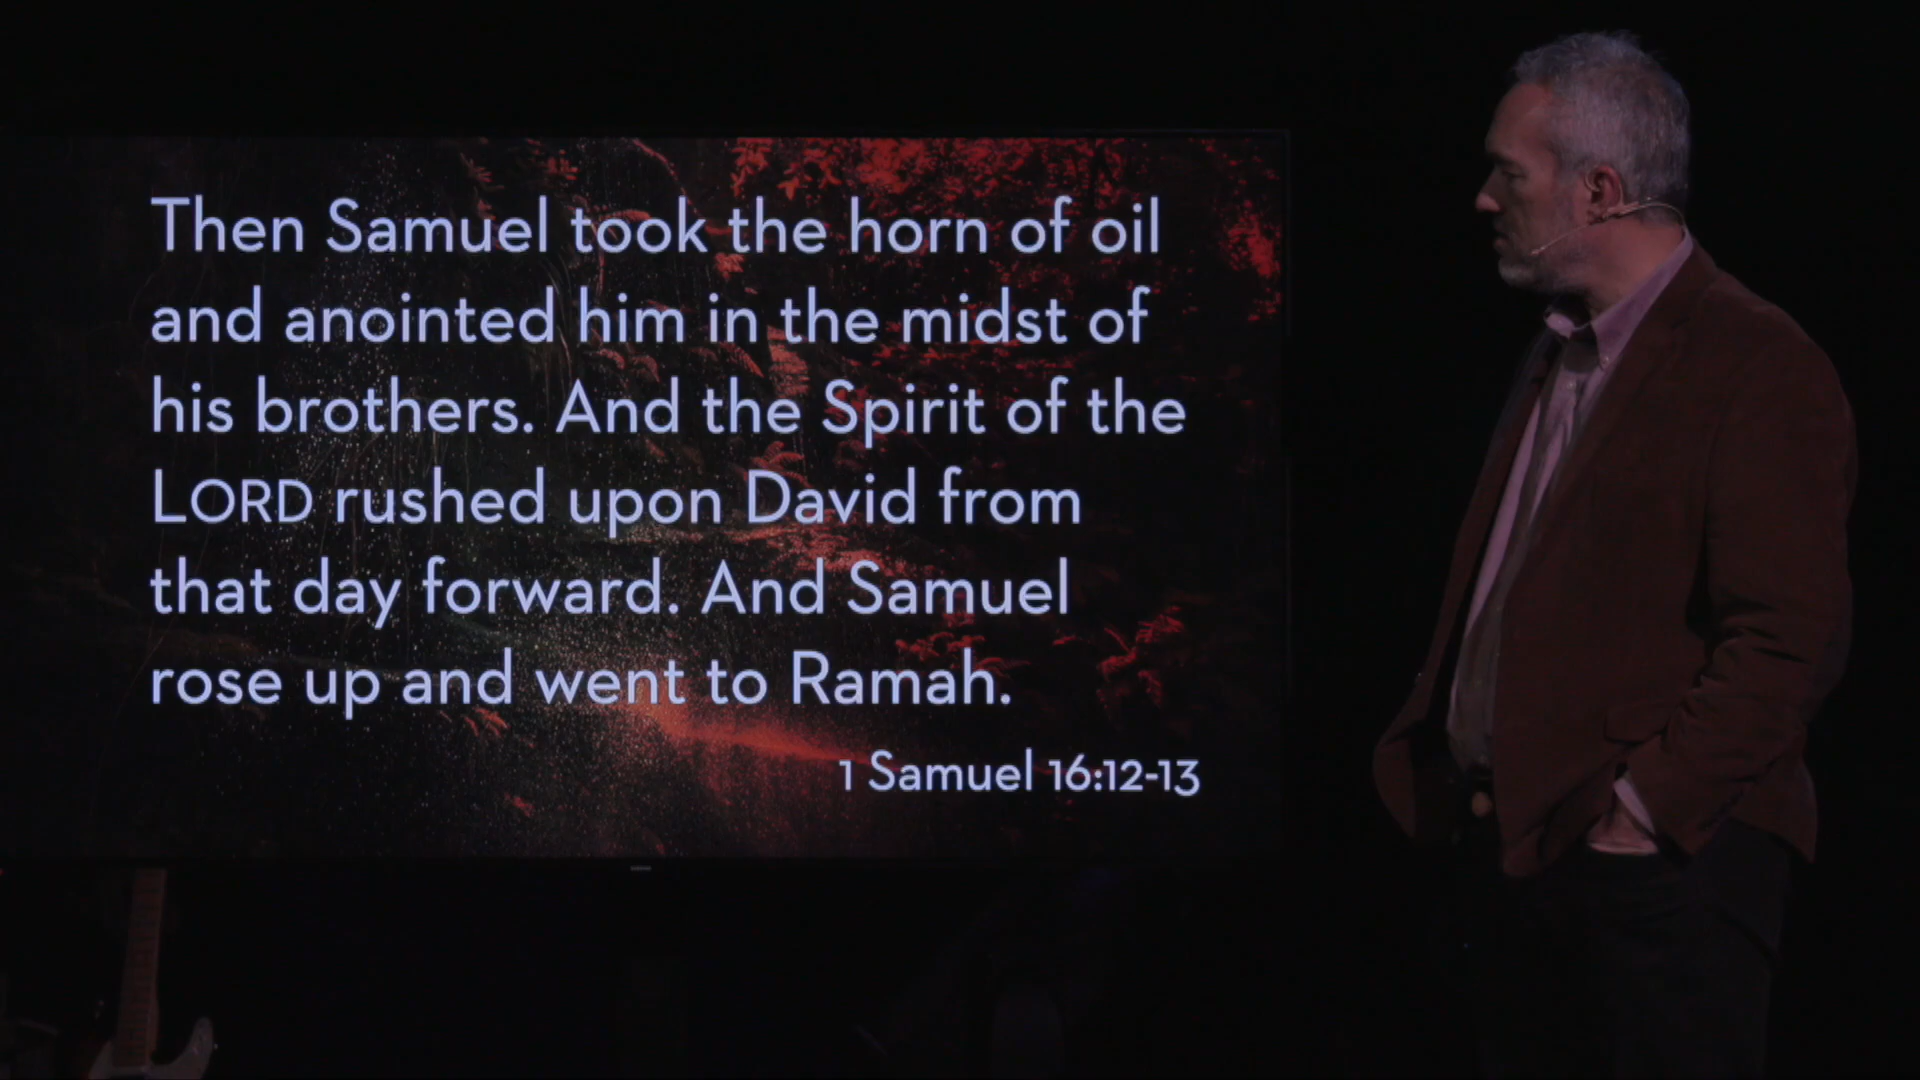 Then Samuel took the horn of oil
and anointed him in the midst of
his brothers. And the Spirit of the
LORD rushed upon David from
that day forward. And Samuel
rose up and went to Ramah.
1 Samuel 16:12-13